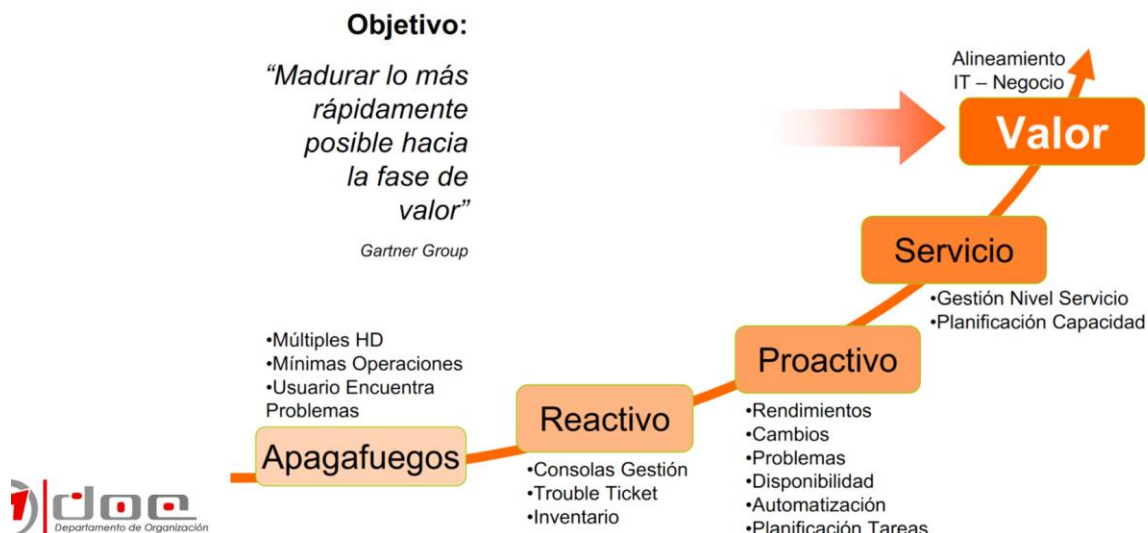 Objetivo:
“Madurar lo más
rápidamente
posible hacia
la fase de
valor”
Gartner Group
Alineamiento
IT – Negocio
Valor
Servicio
•Gestión Nivel Servicio
•Planificación Capacidad
Proactivo
•Rendimientos
•Cambios
•Problemas
•Disponibilidad
•Automatización
•Planificación Tareas
Reactivo
•Consolas Gestión
•Trouble Ticket
•Inventario
•Múltiples HD
•Mínimas Operaciones
•Usuario Encuentra
Problemas
Apagafuegos
doe
Departamento de Organización